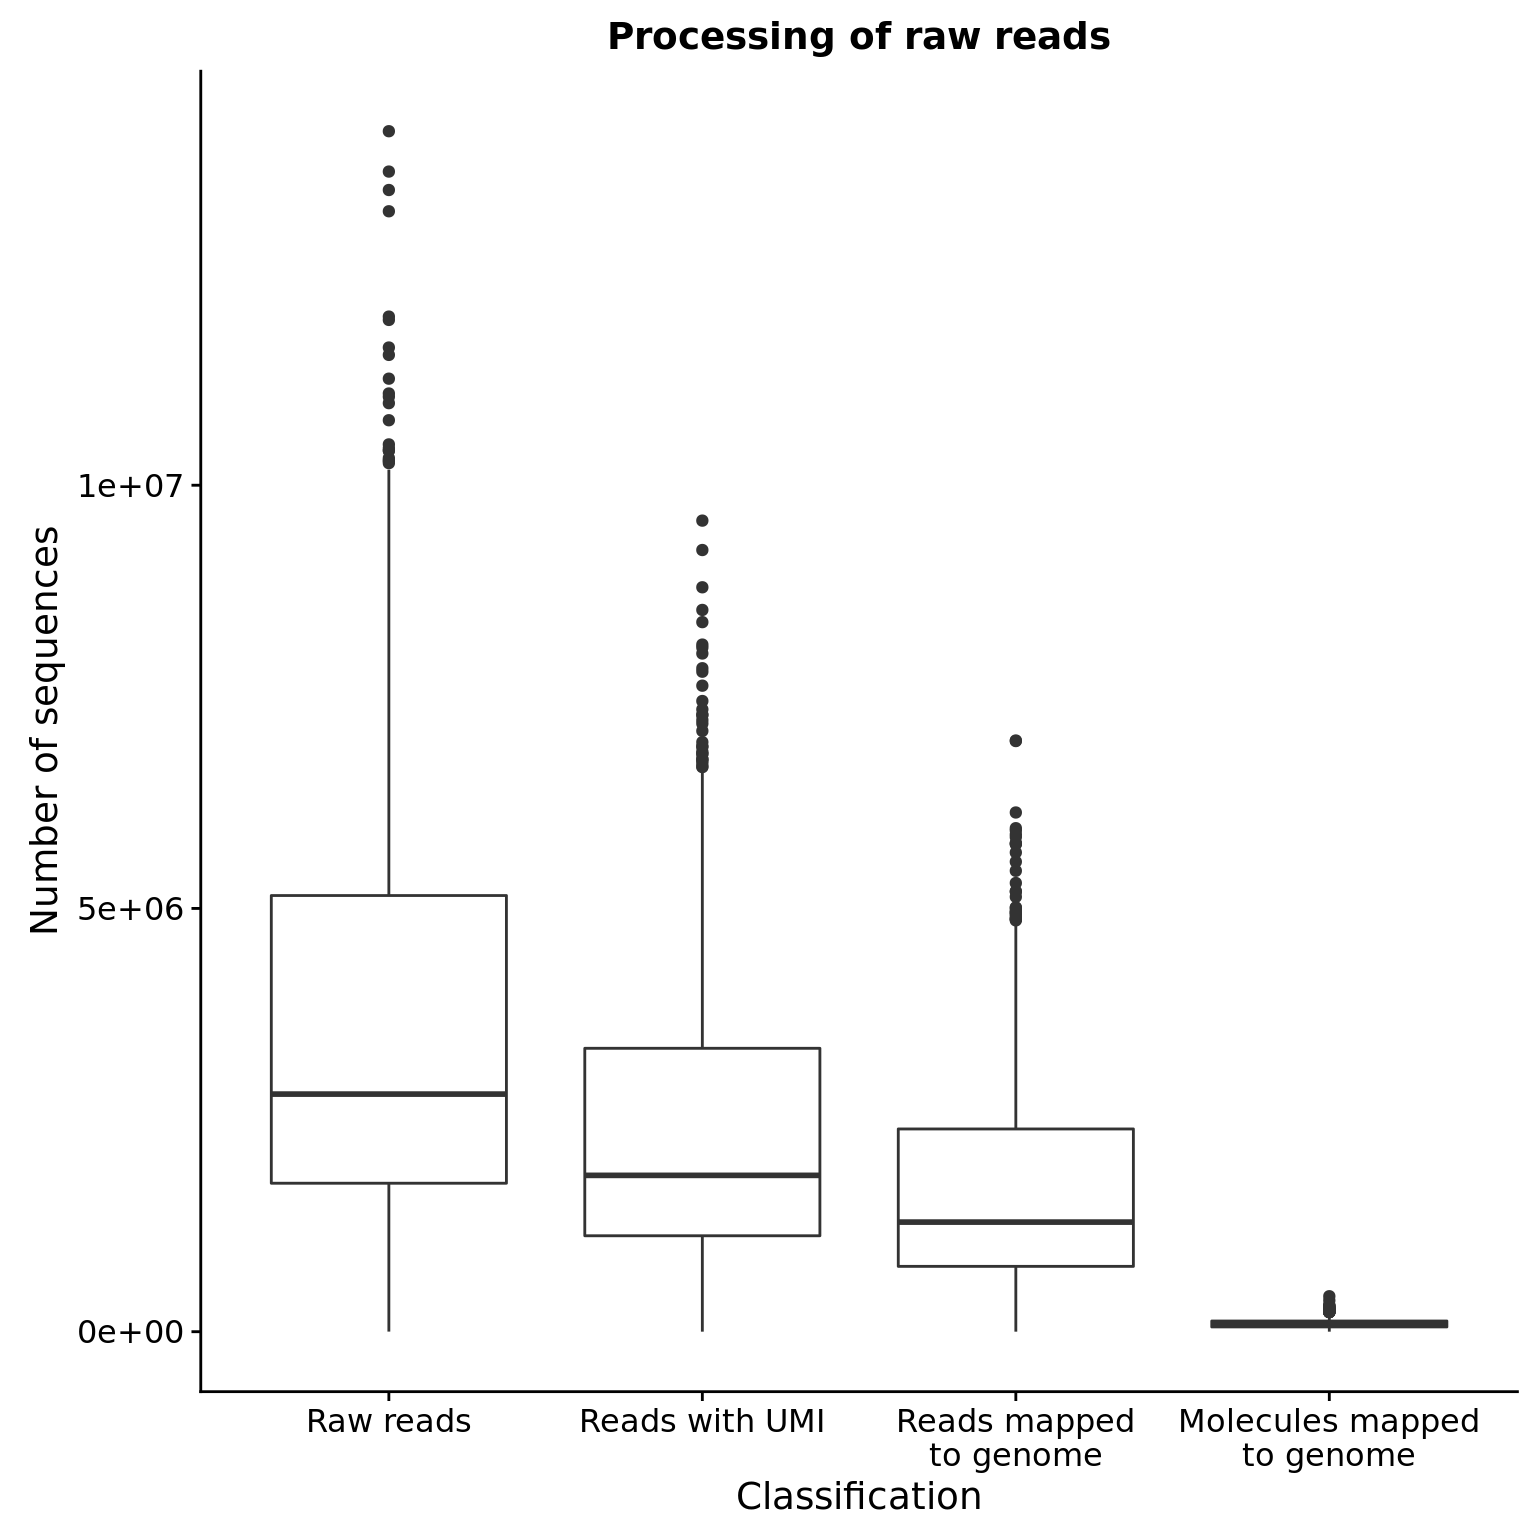 Processing of raw reads
Number of sequences
1e+07
5e+06
0e+00
Raw reads
Reads with UMI
Reads mapped
to genome
Molecules mapped
to genome
Classification